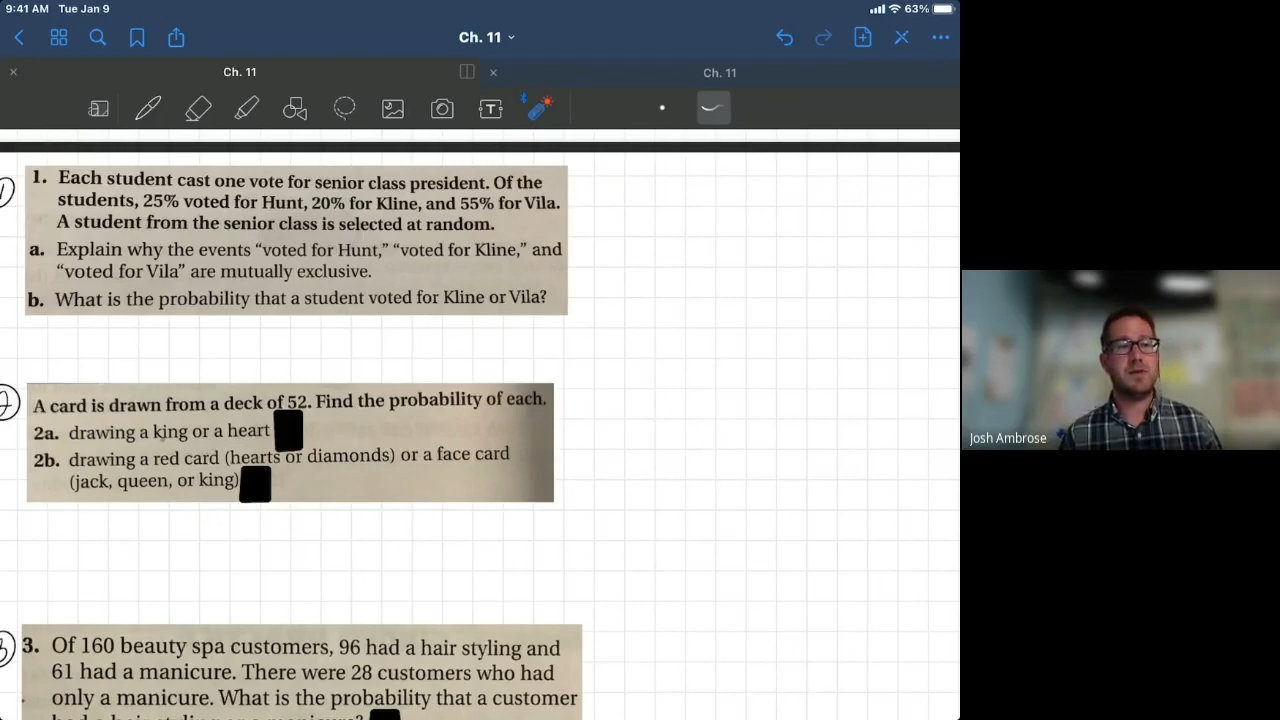 9:41 AM Tue Jan 9
63%
Ch. 11
Ch. 11
Ch. 11
T
1. Each student cast one vote for senior class president. Of the
students, 25% voted for Hunt, 20% for Kline, and 55% for Vila.
A student from the senior class is selected at random.
a. Explain why the events “voted for Hunt,” “voted for Kline,” and
“voted for Vila” are mutually exclusive.
b. What is the probability that a student voted for Kline or Vila?
A card is drawn from a deck of 52. Find the probability of each.
2a. drawing a king or a heart
2b. drawing a red card (hearts or diamonds) or a face card
(jack, queen, or king)
3. Of 160 beauty spa customers, 96 had a hair styling and
61 had a manicure. There were 28 customers who had
only a manicure. What is the probability that a customer
had a hair styling or a manicure?
Josh Ambrose